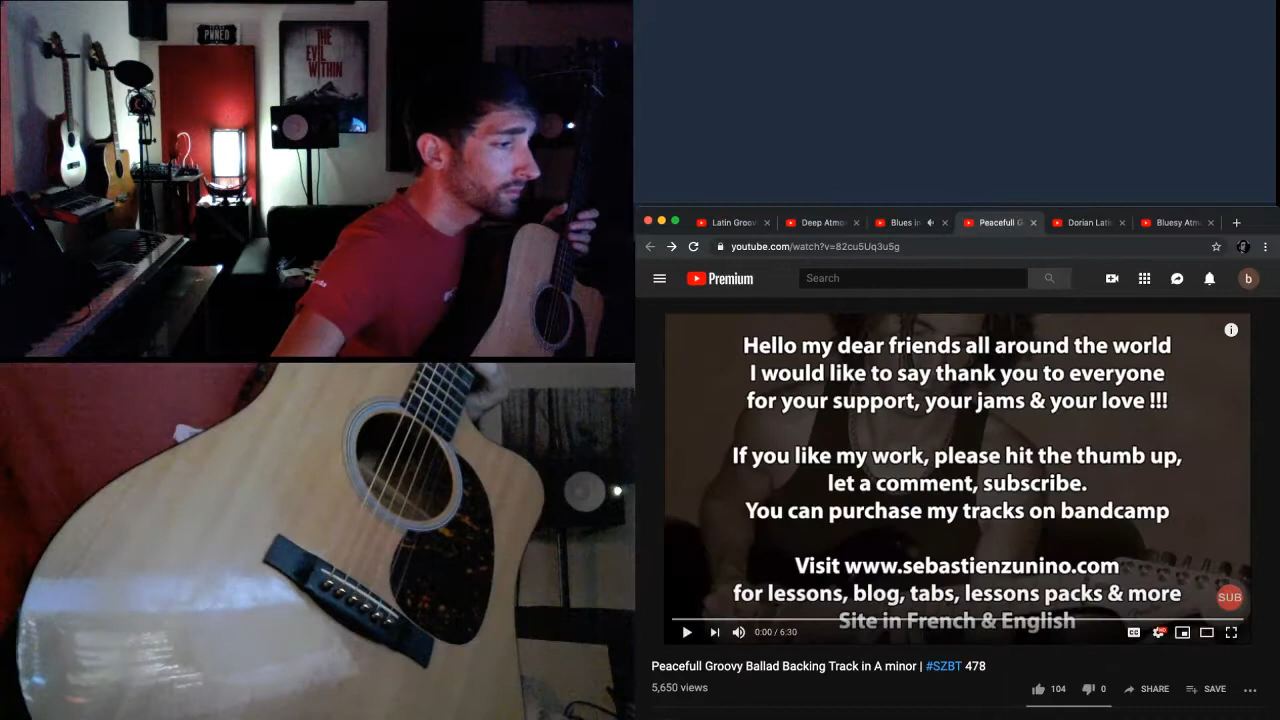 PWNED
THE
EVIL
WITHIN
Latin Groov
Deep Atmo
Blues in
Peacefull G
Dorian Lati
Bluesy Atm
youtube.com/watch?v=82cu5Uq3u5g
Premium
Search
b
Hello my dear friends all around the world
I would like to say thank you to everyone
for your support, your jams & your love !!!
If you like my work, please hit the thumb up,
let a comment, subscribe.
You can purchase my tracks on bandcamp
Visit www.sebastienzunino.com
for lessons, blog, tabs, lessons packs & more
Site in French & English
SUB
0:00 / 6:30
CC
HD
Peacefull Groovy Ballad Backing Track in A minor | #SZBT 478
5,650 views
104
0
SHARE
SAVE